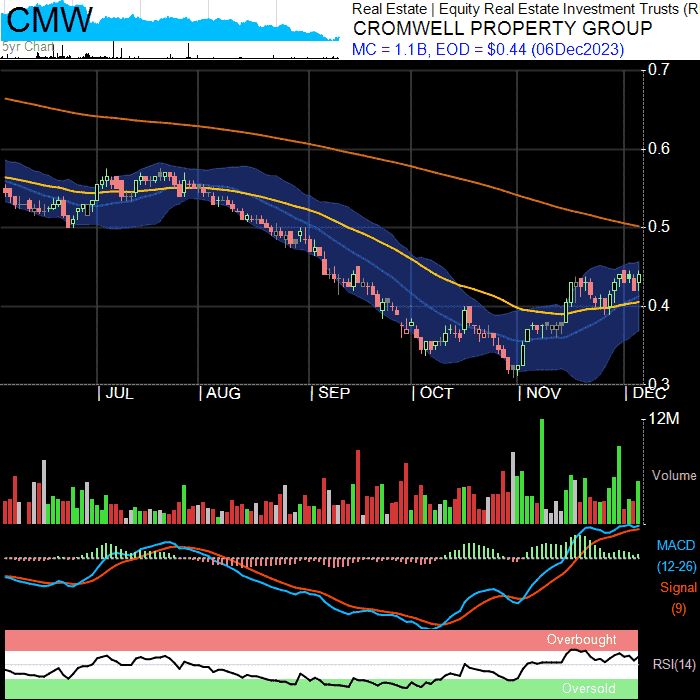 CMW
5yr Chart
Real Estate | Equity Real Estate Investment Trusts (R
CROMWELL PROPERTY GROUP
MC = 1.1B, EOD = $0.44 (06Dec2023)
0.7
0.6
0.5
0.4
0.3
| JUL | AUG | SEP | OCT | NOV | DEC
12M
Volume
MACD
(12-26)
Signal
(9)
Overbought
RSI(14)
Oversold